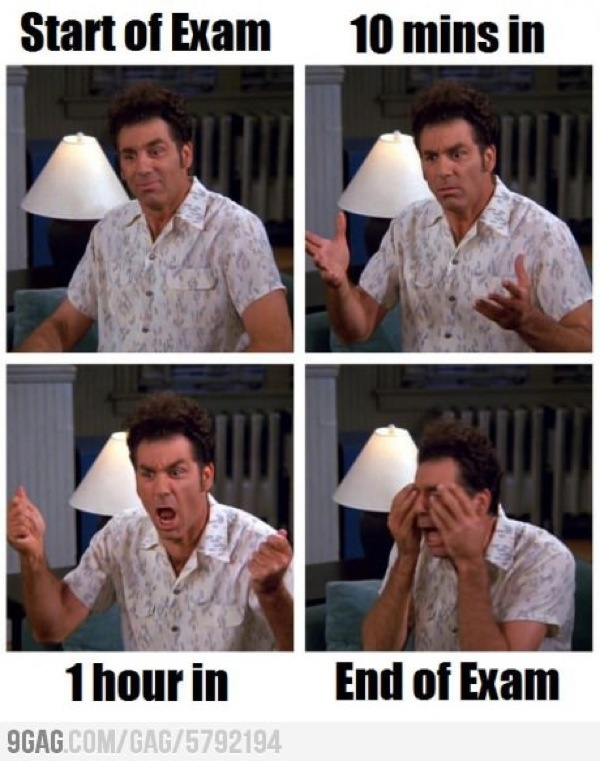 Start of Exam
10 mins in
1 hour in
End of Exam
9GAG.COM/GAG/5792194